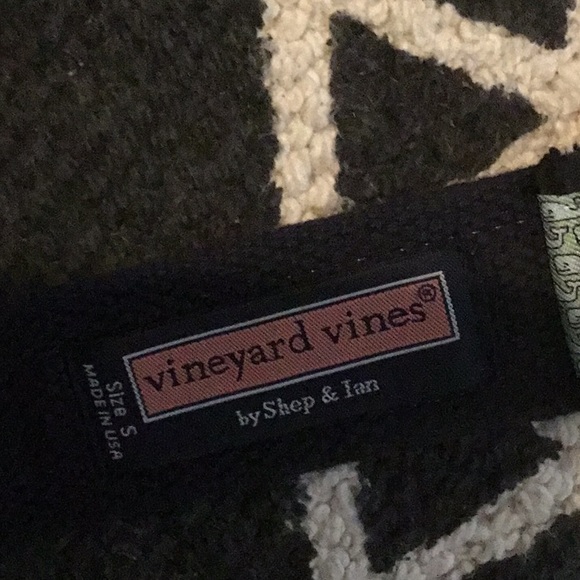 vineyard vines®
by Shep & Ian
Size S
MADE IN USA